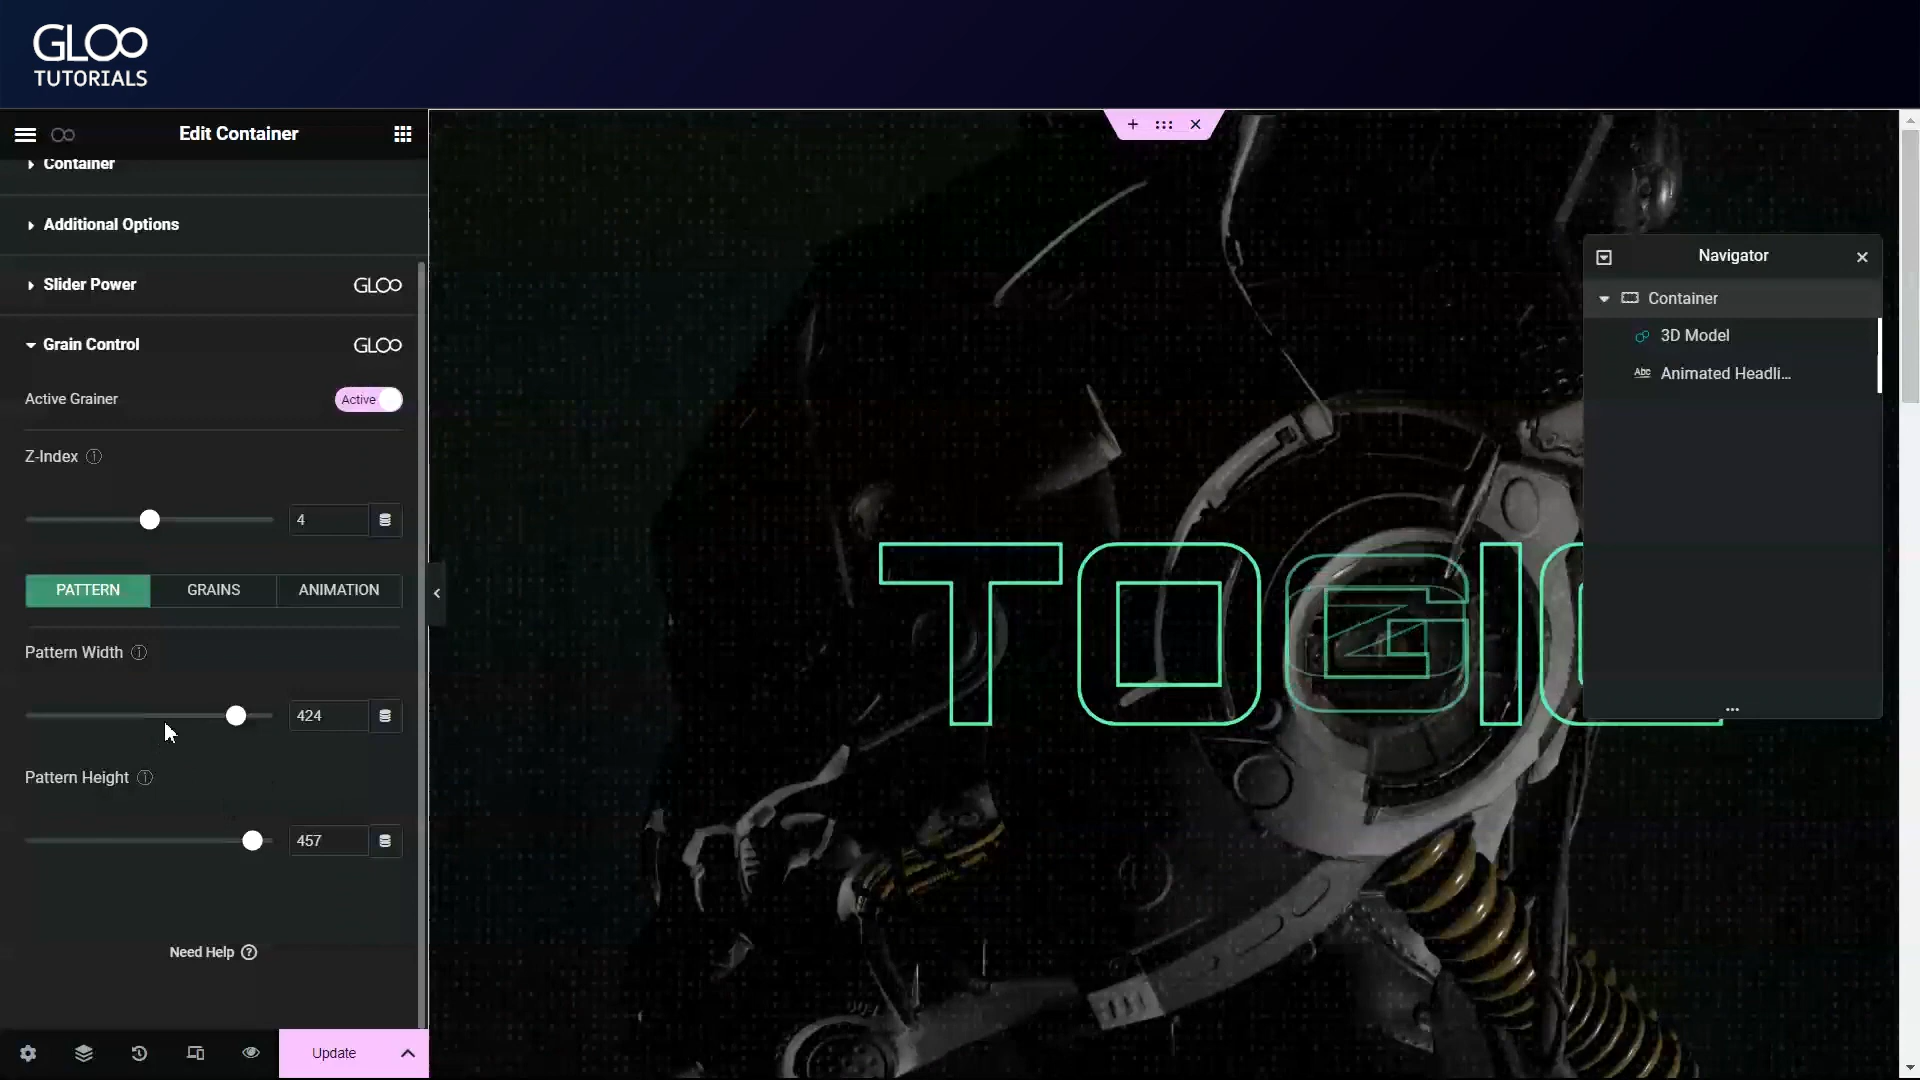 GLOO
TUTORIALS
Edit Container
Container
Additional Options
Slider Power GLOO
Grain Control GLOO
Active Grainer Active
Z-Index
4
PATTERN GRAINS ANIMATION
Pattern Width
424
Pattern Height
457
Need Help
Update
Navigator
Container
3D Model
Abc Animated Headli...